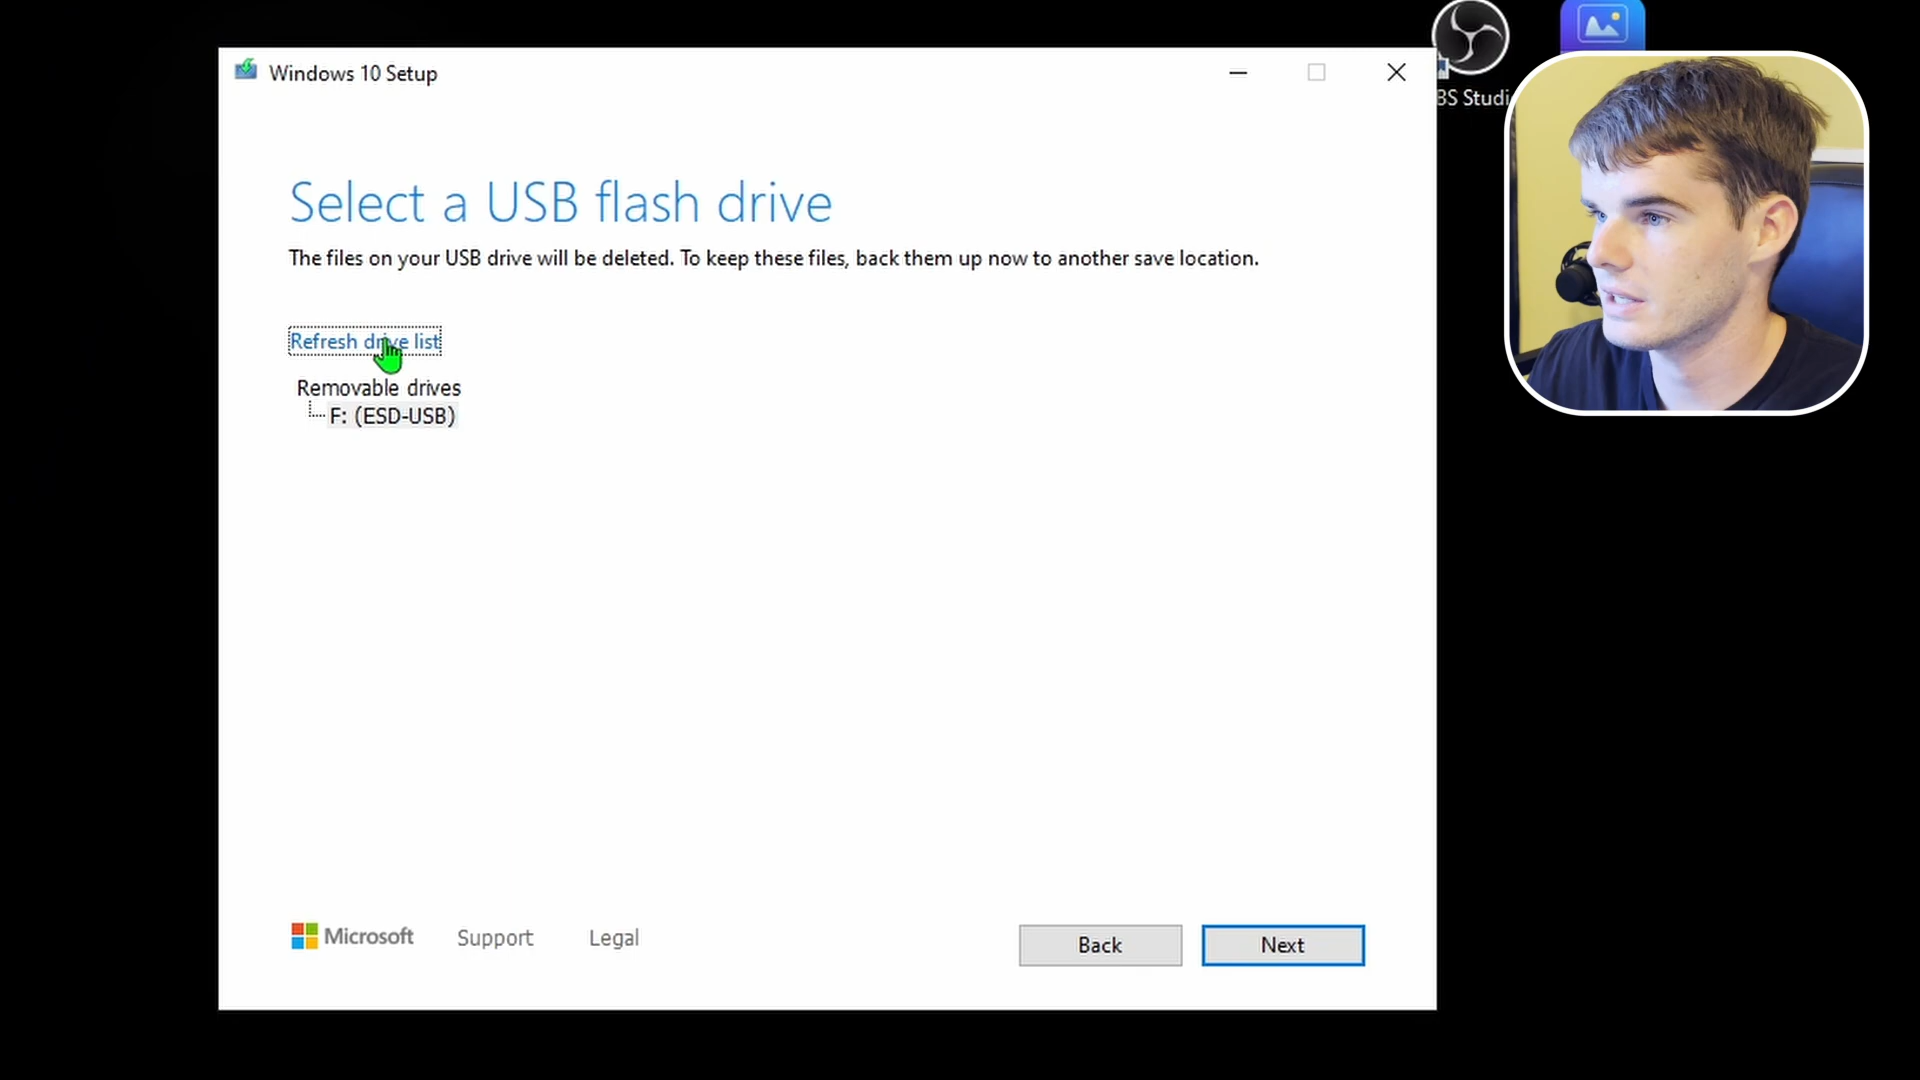 Windows 10 Setup
BS Studi
Select a USB flash drive
The files on your USB drive will be deleted. To keep these files, back them up now to another save location.
Refresh drive list
Removable drives
F: (ESD-USB)
Microsoft
Support
Legal
Back
Next